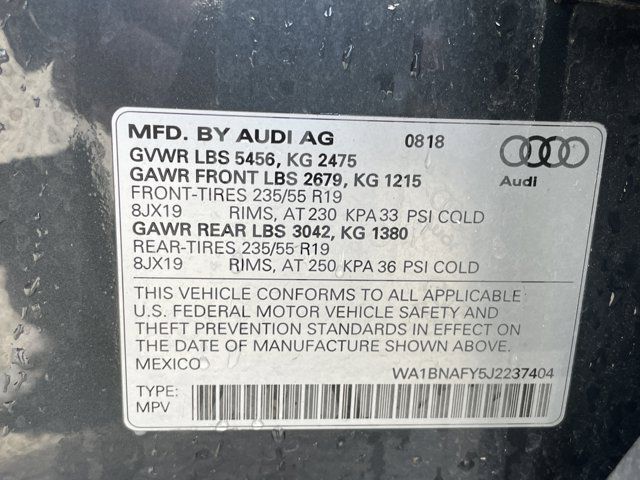 MFD. BY AUDI AG 0818
GVWR LBS 5456, KG 2475
GAWR FRONT LBS 2679, KG 1215
Audi
FRONT-TIRES 235/55 R19
8JX19 RIMS, AT 230 KPA 33 PSI COLD
GAWR REAR LBS 3042, KG 1380
REAR-TIRES 235/55 R19
8JX19 RIMS, AT 250 KPA 36 PSI COLD
THIS VEHICLE CONFORMS TO ALL APPLICABLE
U.S. FEDERAL MOTOR VEHICLE SAFETY AND
THEFT PREVENTION STANDARDS IN EFFECT ON
THE DATE OF MANUFACTURE SHOWN ABOVE.
MEXICO WA1BNAFY5J2237404
TYPE:
MPV